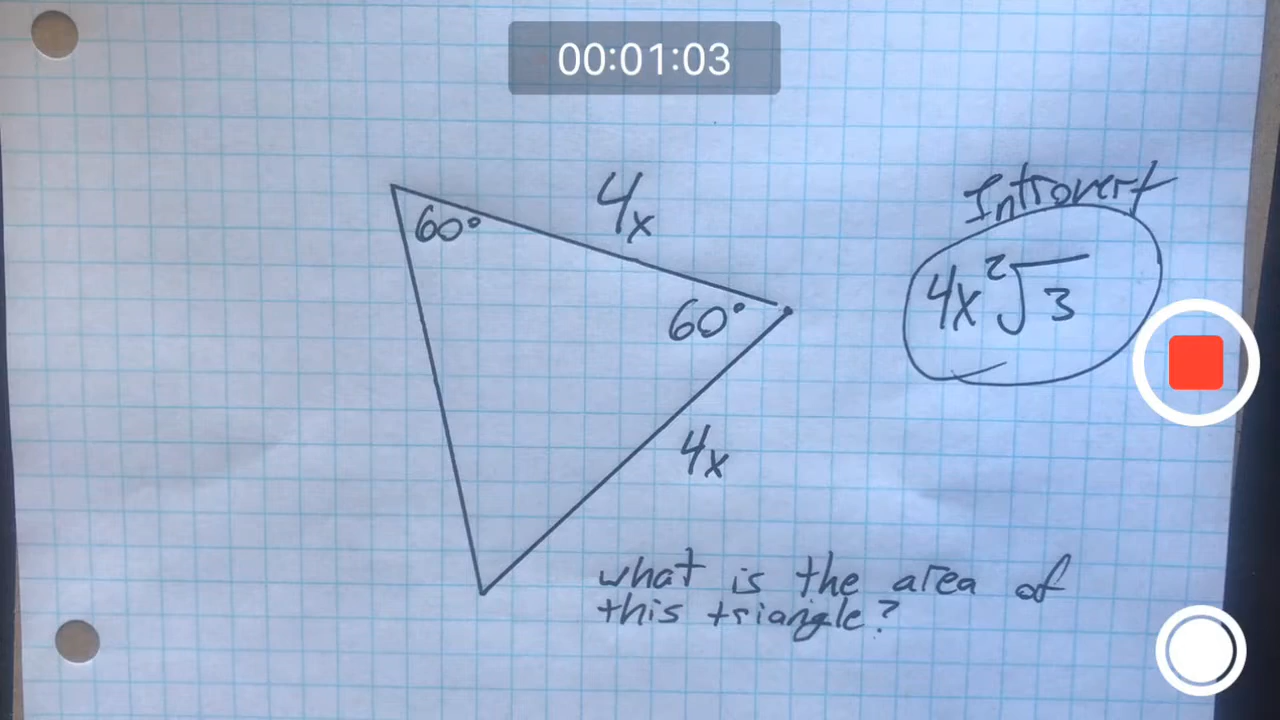 00:01:03
60°
4x
60°
Introvert
4x²√3
4x
what is the area of
this triangle?